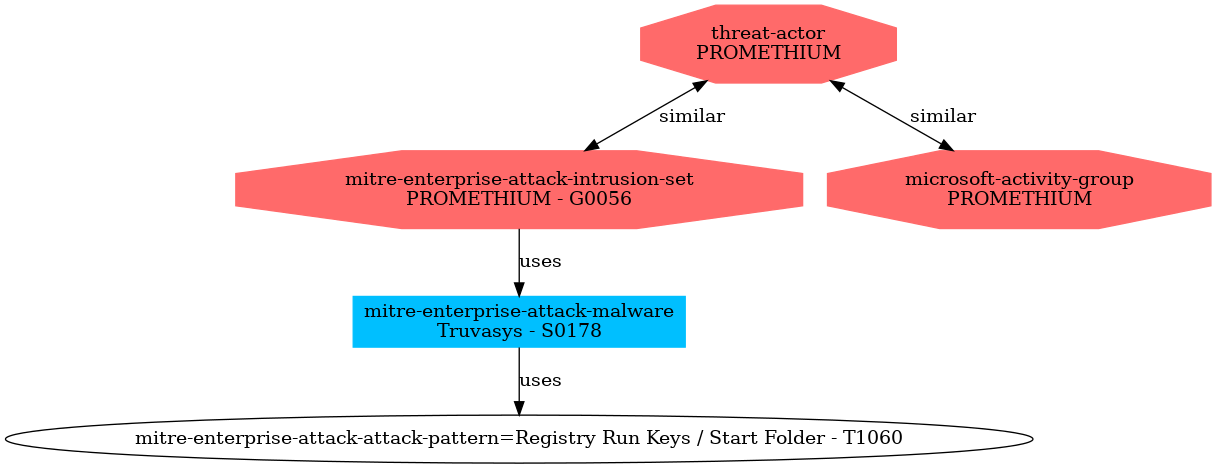 threat-actor
PROMETHIUM
similar
similar
mitre-enterprise-attack-intrusion-set
PROMETHIUM - G0056
microsoft-activity-group
PROMETHIUM
uses
mitre-enterprise-attack-malware
Truvasys - S0178
uses
mitre-enterprise-attack-attack-pattern=Registry Run Keys / Start Folder - T1060